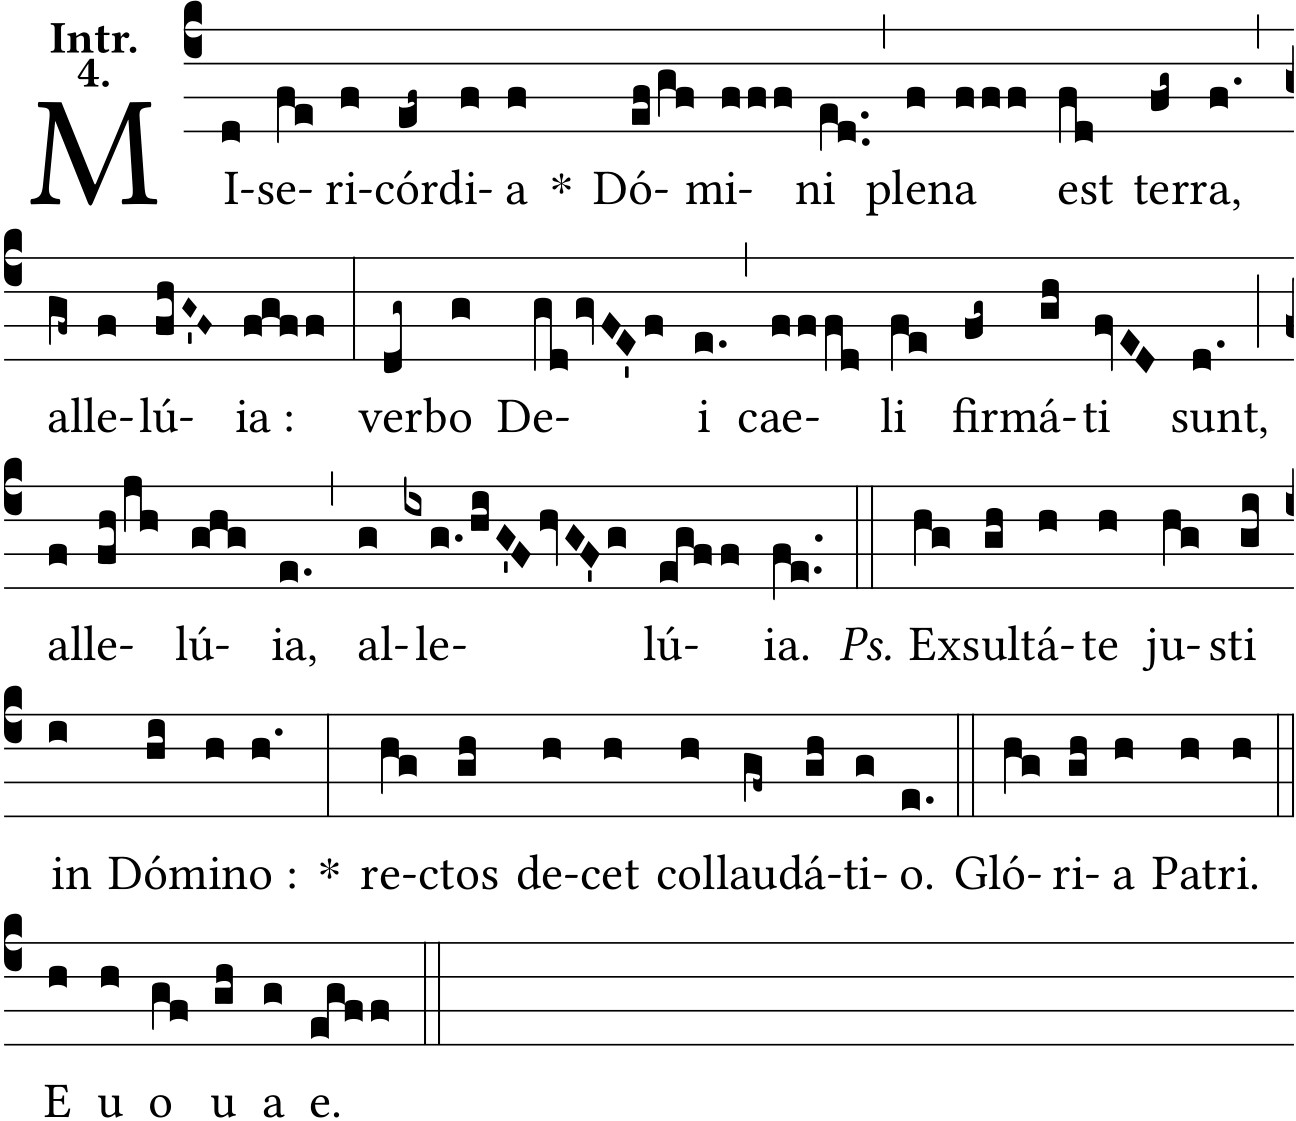 Intr.
4.
MI-se- ri-córdi- a * Dó- mi- ni plena est terra,
alle-lú- ia : verbo De- i cae- li firmá-ti sunt,
alle- lú- ia, al-le- lú- ia. Ps. Exsultá-te ju-sti
in Dómino : * re-ctos de-cet collaudá-ti- o. Gló- ri- a Patri.
E u o u a e.